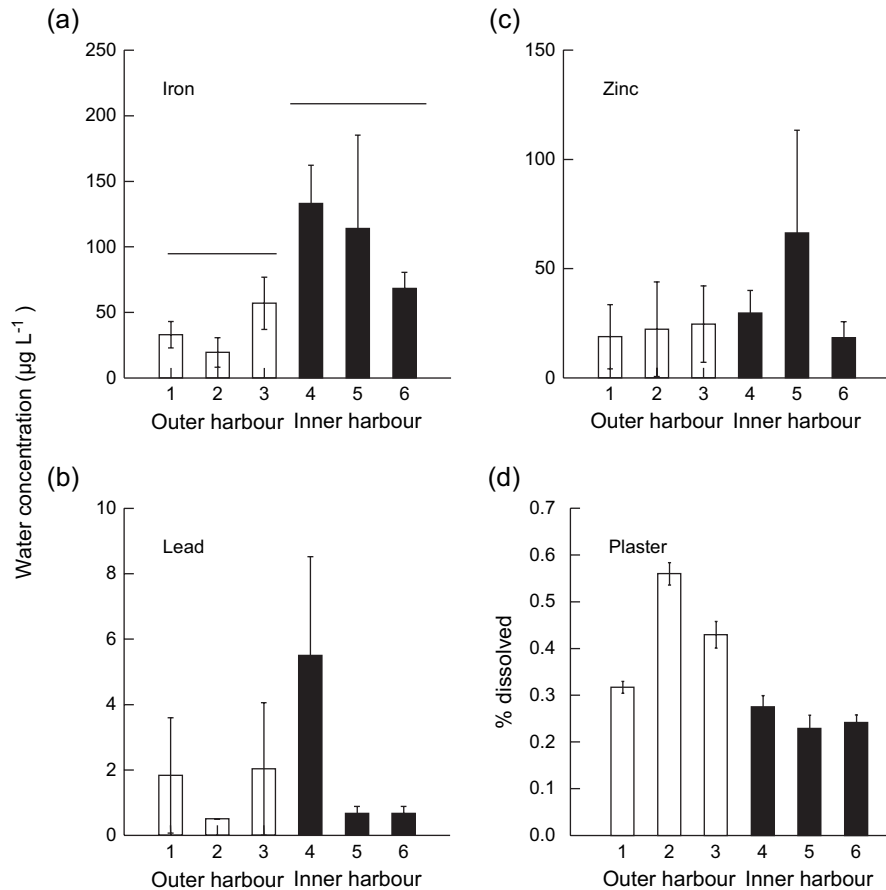 Water concentration (µg L-1)
(a)
Iron
250
200
150
100
50
0
1 2 3 4 5 6
Outer harbour Inner harbour
(c)
Zinc
150
100
50
0
1 2 3 4 5 6
Outer harbour Inner harbour
(b)
Lead
10
8
6
4
2
0
1 2 3 4 5 6
Outer harbour Inner harbour
(d)
Plaster
% dissolved
0.7
0.6
0.5
0.4
0.3
0.2
0.1
0.0
1 2 3 4 5 6
Outer harbour Inner harbour